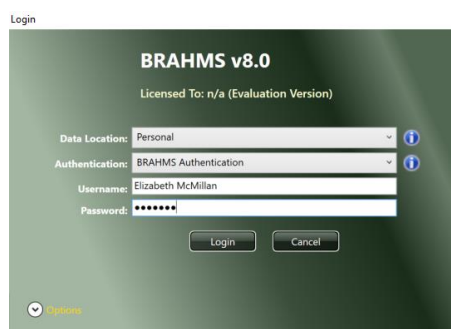 Login
BRAHMS v8.0
Licensed To: n/a (Evaluation Version)
Data Location: Personal
Authentication: BRAHMS Authentication
Username: Elizabeth McMillan
Password: •••••••
Login Cancel
Options